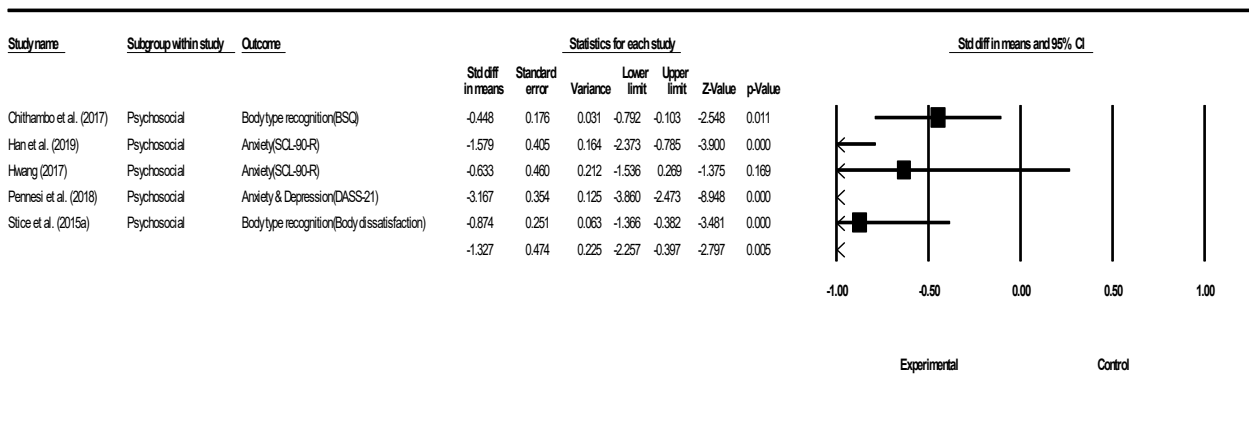 Study name Subgroup within study Outcome Statistics for each study Std diff in means and 95% CI
Std diff in means Standard error Variance Lower limit Upper limit Z-Value p-Value
Chithambo et al. (2017) Psychosocial Body type recognition(BSQ) -0.448 0.176 0.031 -0.792 -0.103 -2.548 0.011
Han et al. (2019) Psychosocial Anxiety(SCL-90-R) -1.579 0.405 0.164 -2.373 -0.785 -3.900 0.000
Hwang (2017) Psychosocial Anxiety(SCL-90-R) -0.633 0.460 0.212 -1.536 0.269 -1.375 0.169
Pennesi et al. (2018) Psychosocial Anxiety & Depression(DASS-21) -3.167 0.354 0.125 -3.860 -2.473 -8.948 0.000
Stice et al. (2015a) Psychosocial Body type recognition(Body dissatisfaction) -0.874 0.251 0.063 -1.366 -0.382 -3.481 0.000
-1.327 0.474 0.225 -2.257 -0.397 -2.797 0.005
-1.00 -0.50 0.00 0.50 1.00
Experimental Control